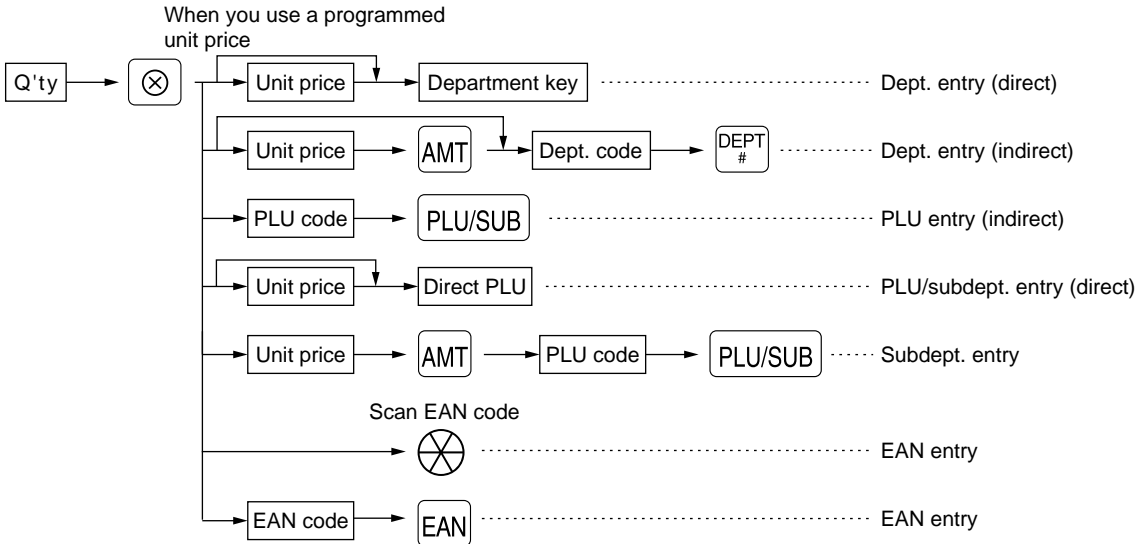 When you use a programmed
unit price
Q'ty ⊗ Unit price Department key Dept. entry (direct)
Unit price AMT Dept. code DEPT # Dept. entry (indirect)
PLU code PLU/SUB PLU entry (indirect)
Unit price Direct PLU PLU/subdept. entry (direct)
Unit price AMT PLU code PLU/SUB Subdept. entry
Scan EAN code
EAN entry
EAN code EAN EAN entry